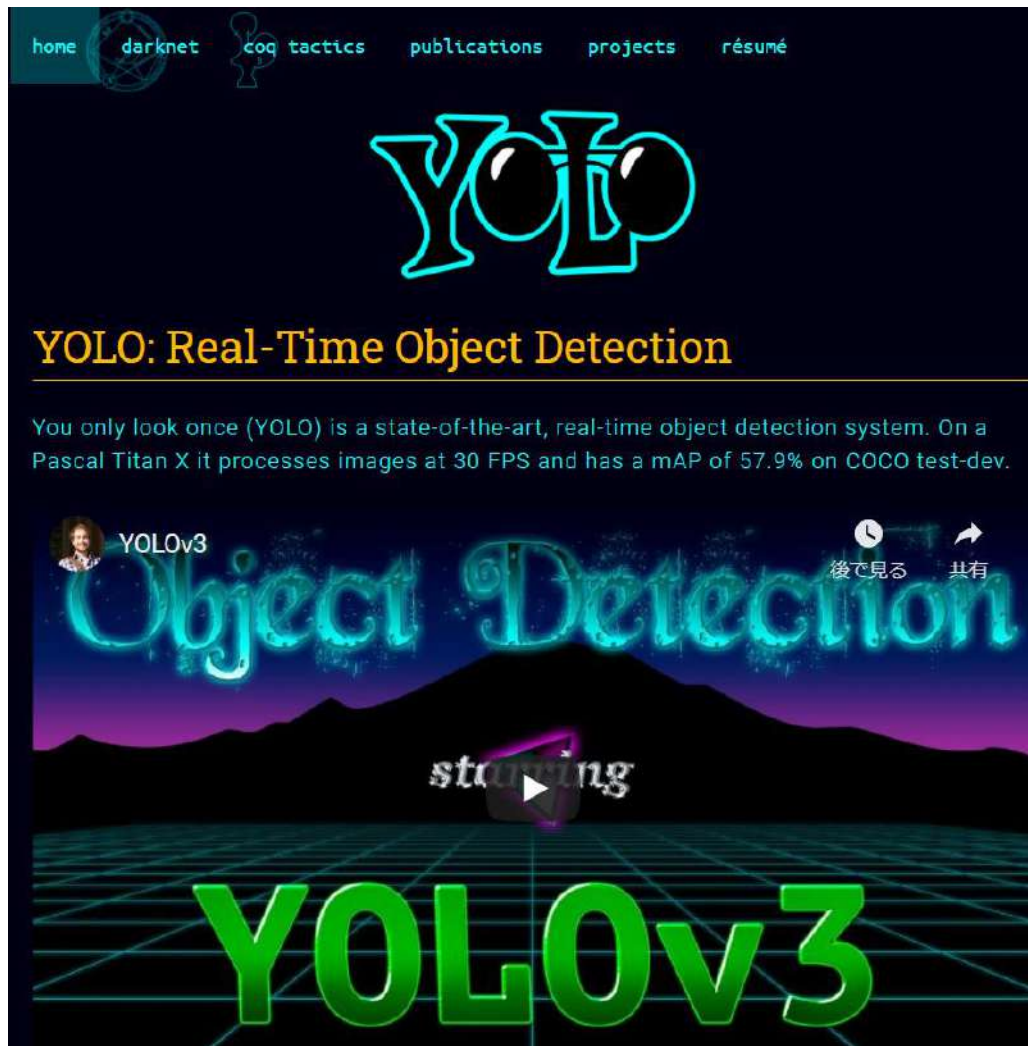 home darknet coq tactics publications projects résumé
YOLO
YOLO: Real-Time Object Detection
You only look once (YOLO) is a state-of-the-art, real-time object detection system. On a
Pascal Titan X it processes images at 30 FPS and has a mAP of 57.9% on COCO test-dev.
YOLOv3
後で見る 共有
Object Detection
starring
YOLOv3